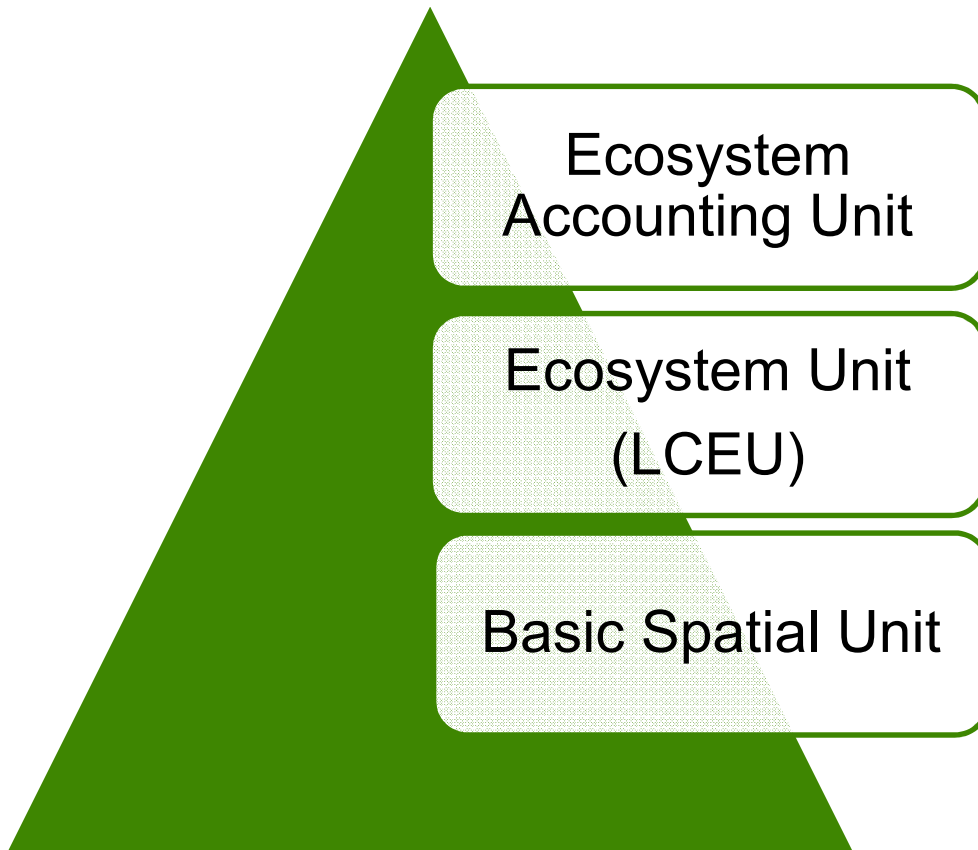 Ecosystem
Accounting Unit
Ecosystem Unit
(LCEU)
Basic Spatial Unit